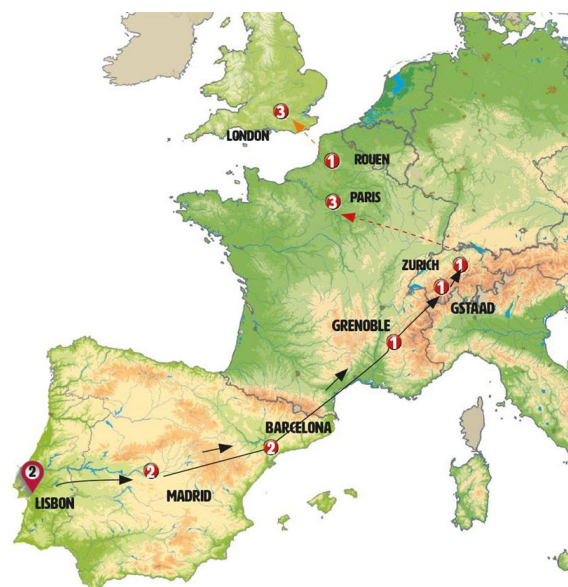 3
LONDON
1
ROUEN
3
PARIS
ZURICH
1
1
GSTAAD
GRENOBLE
1
BARCELONA
2
2
MADRID
2
LISBON